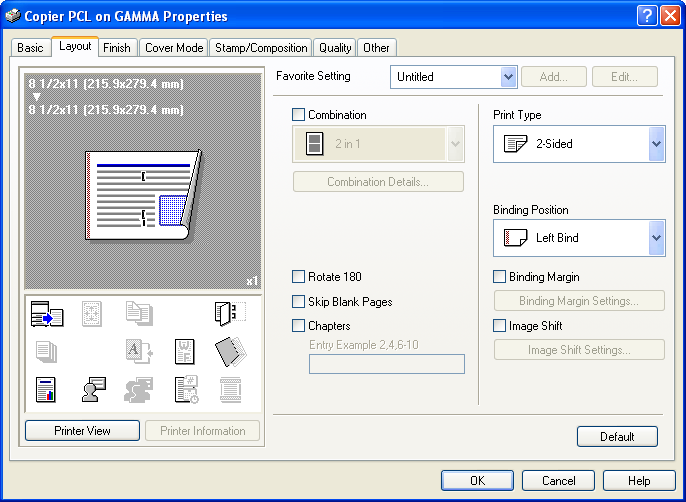 Copier PCL on GAMMA Properties
Basic Layout Finish Cover Mode Stamp/Composition Quality Other
8 1/2x11 (215.9x279.4 mm)
8 1/2x11 (215.9x279.4 mm)
x1
Printer View
Printer Information
Favorite Setting
Untitled
Add...
Edit...
Combination
2 in 1
Combination Details...
Rotate 180
Skip Blank Pages
Chapters
Entry Example 2,4,6-10
Print Type
2-Sided
Binding Position
Left Bind
Binding Margin
Binding Margin Settings...
Image Shift
Image Shift Settings...
Default
OK
Cancel
Help